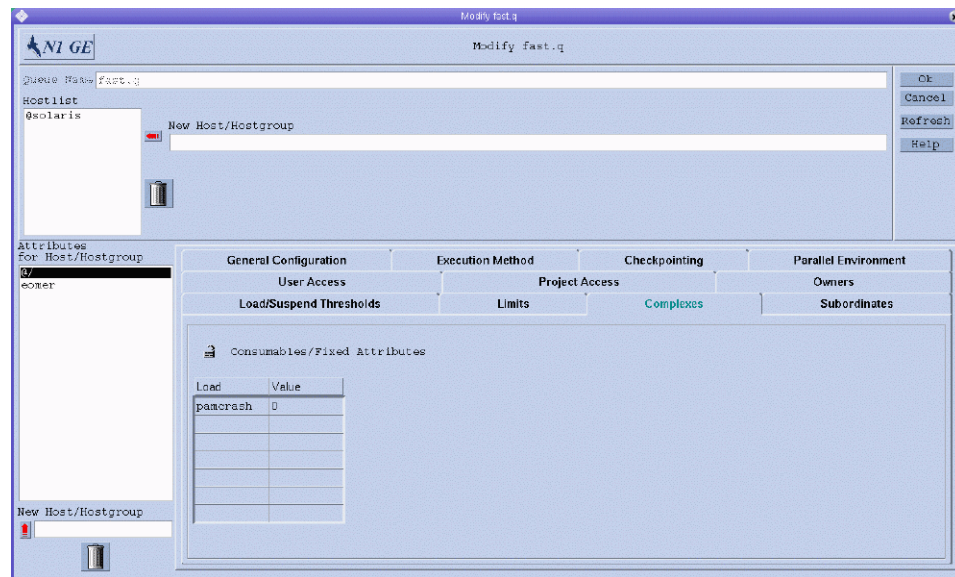 Modify fast.q
N1 GE
Modify fast.q
Queue Name fast.q
Ok
Hostlist
Cancel
@solaris
New Host/Hostgroup
Refresh
Help
Attributes
for Host/Hostgroup
@/
eomer
General Configuration Execution Method Checkpointing Parallel Environment
User Access Project Access Owners
Load/Suspend Thresholds Limits Complexes Subordinates
Consumables/Fixed Attributes
Load Value
pamcrash 0
New Host/Hostgroup